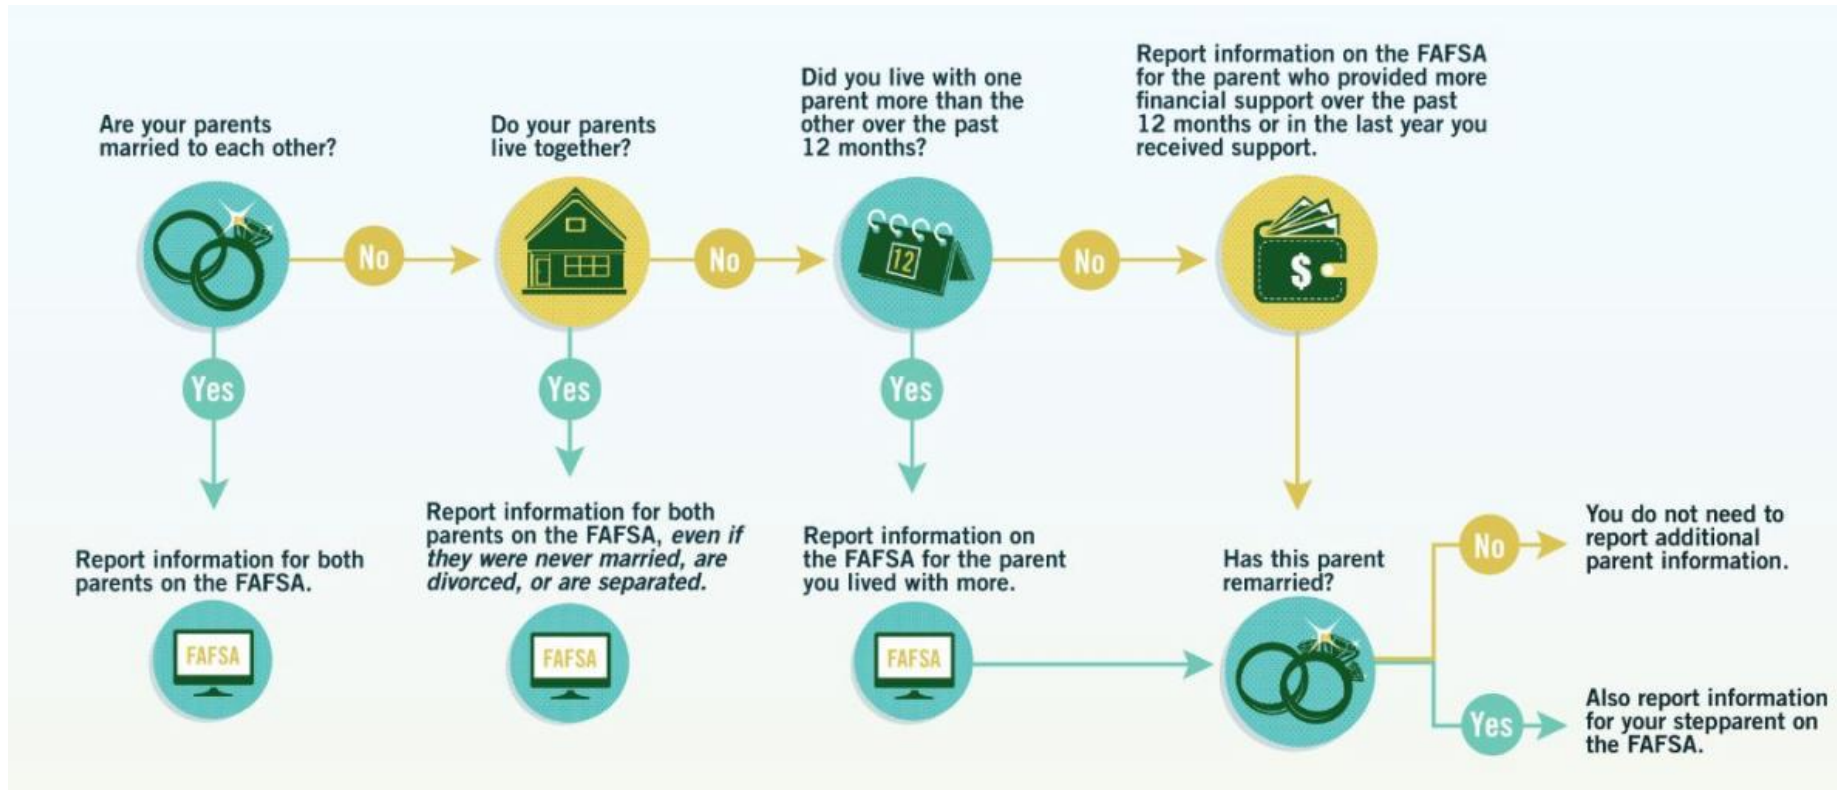 Are your parents
married to each other?
Do your parents
live together?
Did you live with one
parent more than the
other over the past
12 months?
Report information on the FAFSA
for the parent who provided more
financial support over the past
12 months or in the last year you
received support.
No
No
12
No
$
Yes
Yes
Yes
Report information for both
parents on the FAFSA.
FAFSA
Report information for both
parents on the FAFSA, even if
they were never married, are
divorced, or are separated.
FAFSA
Report information on
the FAFSA for the parent
you lived with more.
FAFSA
Has this parent
remarried?
No
You do not need to
report additional
parent information.
Yes
Also report information
for your stepparent on
the FAFSA.